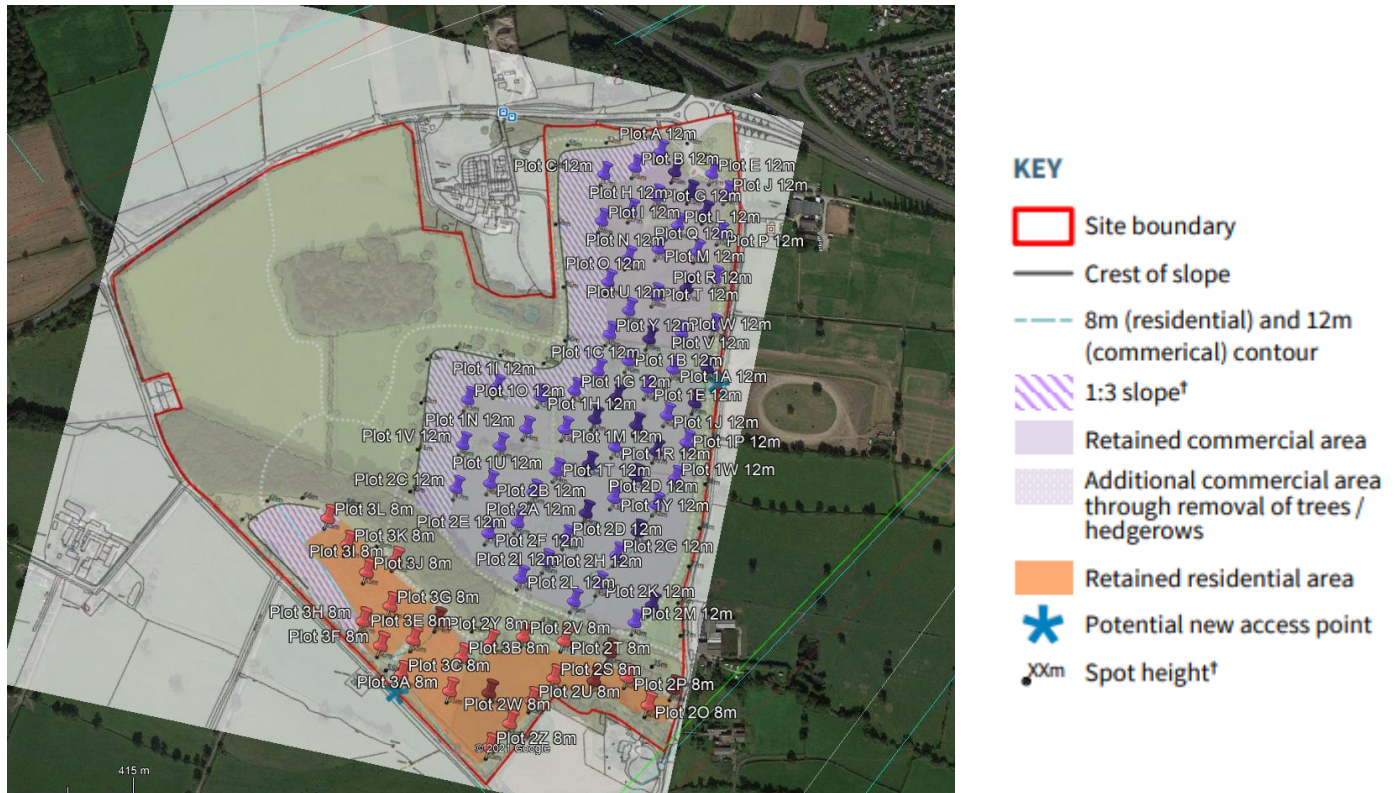 Plot A 12m
Plot B 12m
Plot C 12m
Plot E 12m
Plot J 12m
Plot H 12m
Plot G 12m
Plot I 12m
Plot L 12m
Plot Q 12m
Plot N 12m
Plot P 12m
Plot M 12m
Plot O 12m
Plot R 12m
Plot U 12m
Plot T 12m
Plot Y 12m
Plot W 12m
Plot V 12m
Plot 1C 12m
Plot 1B 12m
Plot 1I 12m
Plot 1A 12m
Plot 1G 12m
Plot 1O 12m
Plot 1E 12m
Plot 1H 12m
Plot 1N 12m
Plot 1J 12m
Plot 1V 12m
Plot 1M 12m
Plot 1P 12m
Plot 1R 12m
Plot 1U 12m
Plot 1T 12m
Plot 1W 12m
Plot 2C 12m
Plot 2D 12m
Plot 2B 12m
Plot 1Y 12m
Plot 2A 12m
Plot 3L 8m
Plot 2E 12m
Plot 2D 12m
Plot 3K 8m
Plot 2F 12m
Plot 2G 12m
Plot 3I 8m
Plot 3J 8m
Plot 2I 12m
Plot 2H 12m
Plot 2L 12m
Plot 2K 12m
Plot 3G 8m
Plot 3H 8m
Plot 2M 12m
Plot 3E 8m
Plot 2Y 8m
Plot 2V 8m
Plot 3F 8m
Plot 3B 8m
Plot 2T 8m
Plot 3C 8m
Plot 2S 8m
Plot 3A 8m
Plot 2P 8m
Plot 2U 8m
Plot 2W 8m
Plot 2O 8m
Plot 2Z 8m
© 2021 Google
415 m
KEY
Site boundary
Crest of slope
8m (residential) and 12m
(commerical) contour
1:3 slope†
Retained commercial area
Additional commercial area
through removal of trees /
hedgerows
Retained residential area
Potential new access point
XXm
Spot height†